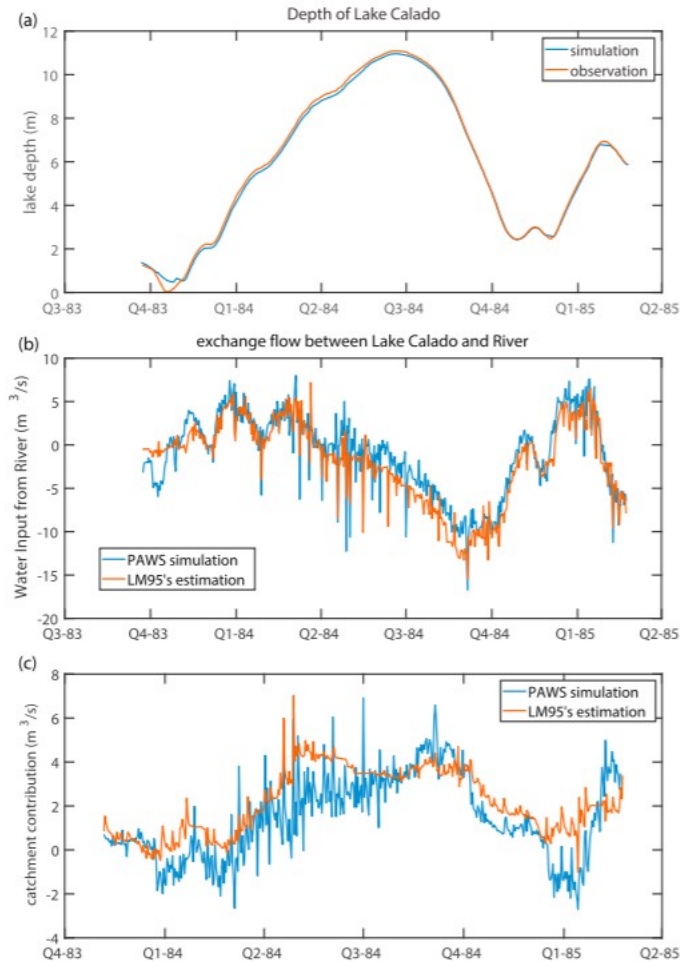 (a)
Depth of Lake Calado
12
10
8
6
4
2
0
lake depth (m)
simulation
observation
Q3-83 Q4-83 Q1-84 Q2-84 Q3-84 Q4-84 Q1-85 Q2-85
(b)
exchange flow between Lake Calado and River
10
5
0
-5
-10
-15
-20
Water Input from River (m³/s)
PAWS simulation
LM95's estimation
Q3-83 Q4-83 Q1-84 Q2-84 Q3-84 Q4-84 Q1-85 Q2-85
(c)
8
6
4
2
0
-2
-4
catchment contribution (m³/s)
PAWS simulation
LM95's estimation
Q4-83 Q1-84 Q2-84 Q3-84 Q4-84 Q1-85 Q2-85